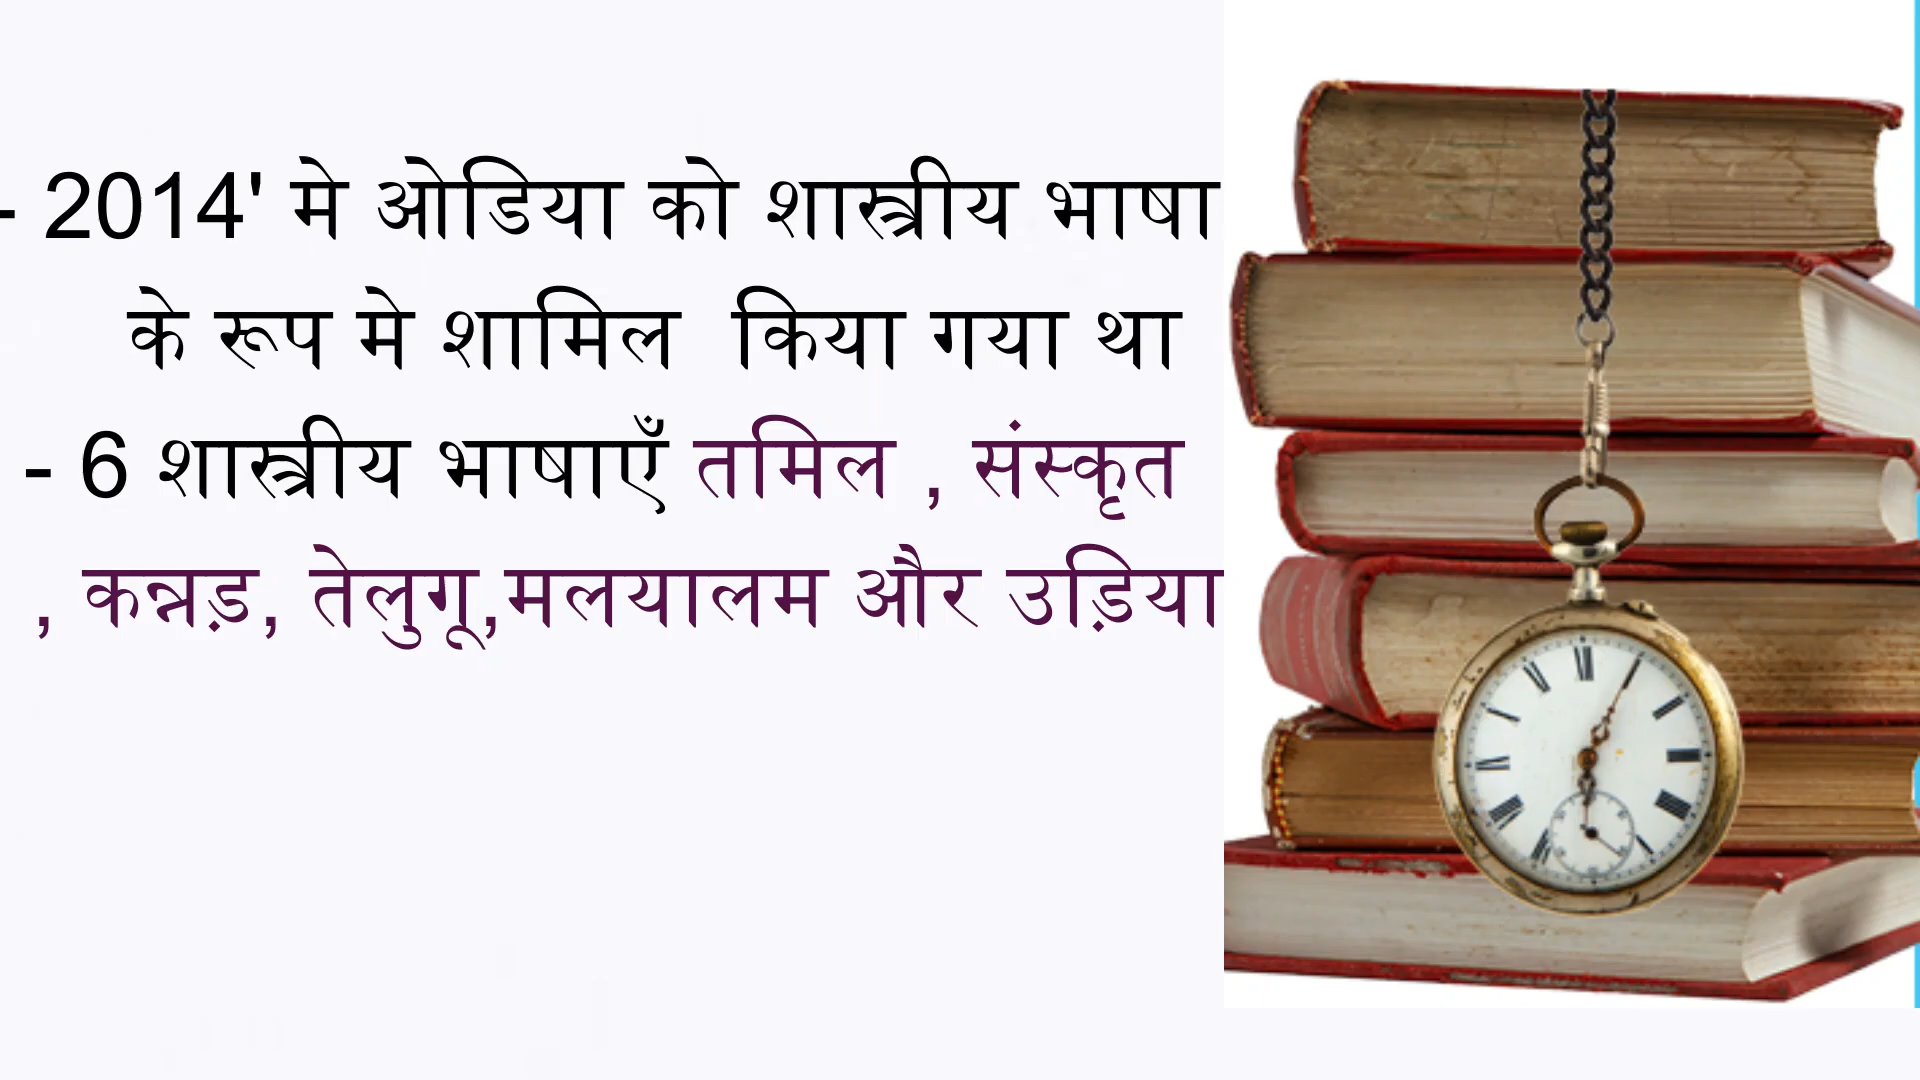 - 2014' मे ओडिया को शास्त्रीय भाषा
के रूप मे शामिल किया गया था
- 6 शास्त्रीय भाषाएँ तमिल , संस्कृत
, कन्नड़, तेलुगू,मलयालम और उड़िया